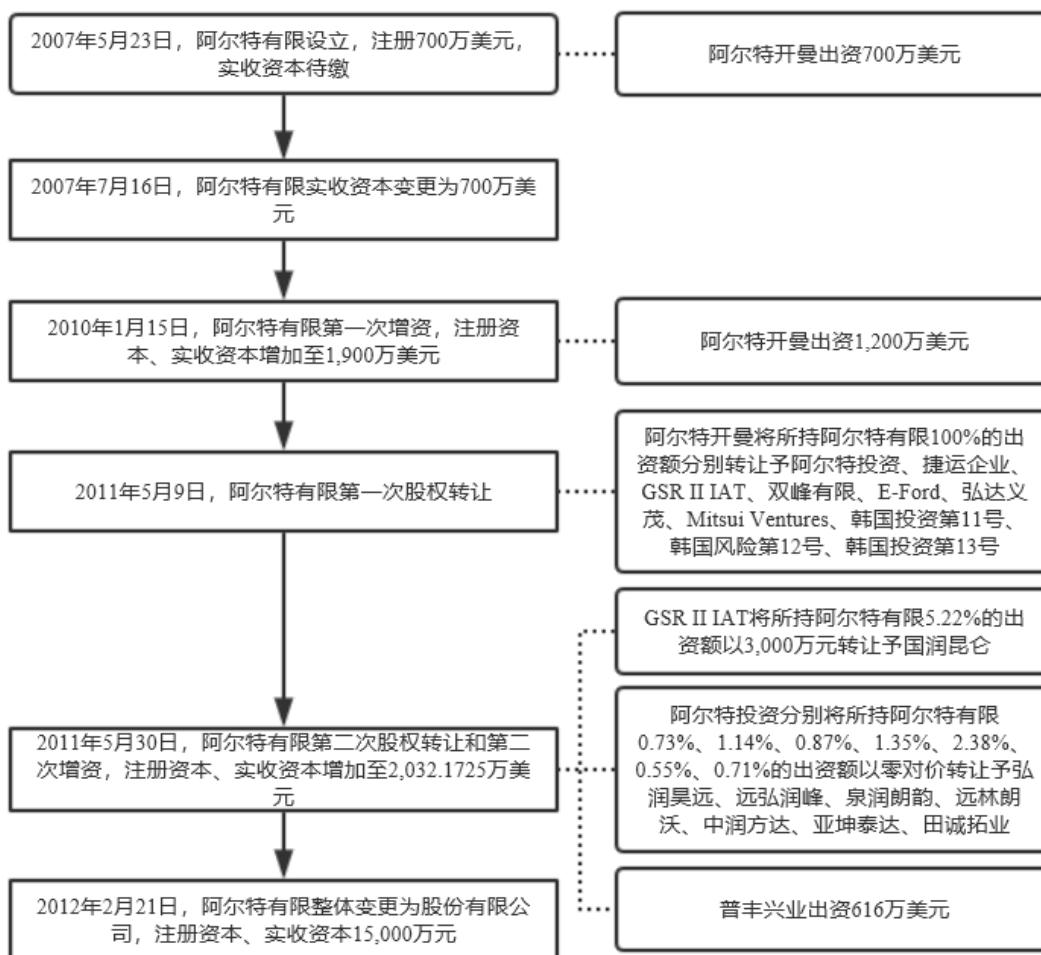 2007年5月23日，阿尔特有限设立，注册700万美元，
实收资本待缴
阿尔特开曼出资700万美元
2007年7月16日，阿尔特有限实收资本变更为700万美
元
2010年1月15日，阿尔特有限第一次增资，注册资
本、实收资本增加至1,900万美元
阿尔特开曼出资1,200万美元
2011年5月9日，阿尔特有限第一次股权转让
阿尔特开曼将所持阿尔特有限100%的出
资额分别转让予阿尔特投资、捷运企业、
GSR II IAT、双峰有限、E-Ford、弘达义
茂、Mitsui Ventures、韩国投资第11号、
韩国风险第12号、韩国投资第13号
2011年5月30日，阿尔特有限第二次股权转让和第二
次增资，注册资本、实收资本增加至2,032.1725万美
元
GSR II IAT将所持阿尔特有限5.22%的出
资额以3,000万元转让予国润昆仑
阿尔特投资分别将所持阿尔特有限
0.73%、1.14%、0.87%、1.35%、2.38%、
0.55%、0.71%的出资额以零对价转让予弘
润昊远、远弘润峰、泉润朗韵、远林朗
沃、中润方达、亚坤泰达、田诚拓业
普丰兴业出资616万美元
2012年2月21日，阿尔特有限整体变更为股份有限公
司，注册资本、实收资本15,000万元